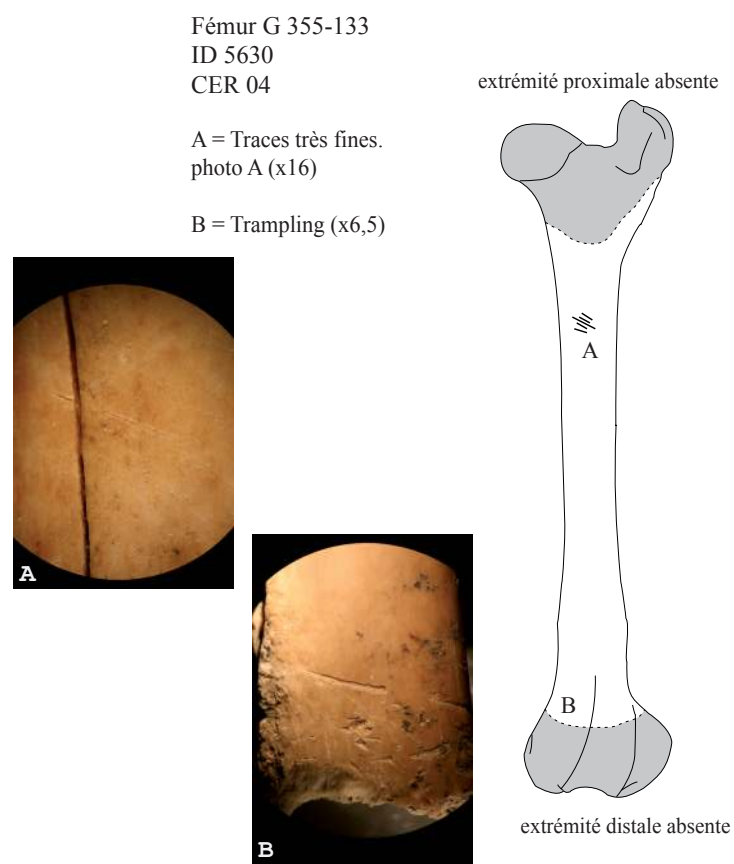 Fémur G 355-133
ID 5630
CER 04
extrémité proximale absente
A = Traces très fines.
photo A (x16)
B = Trampling (x6,5)
A
A
B
B
extrémité distale absente